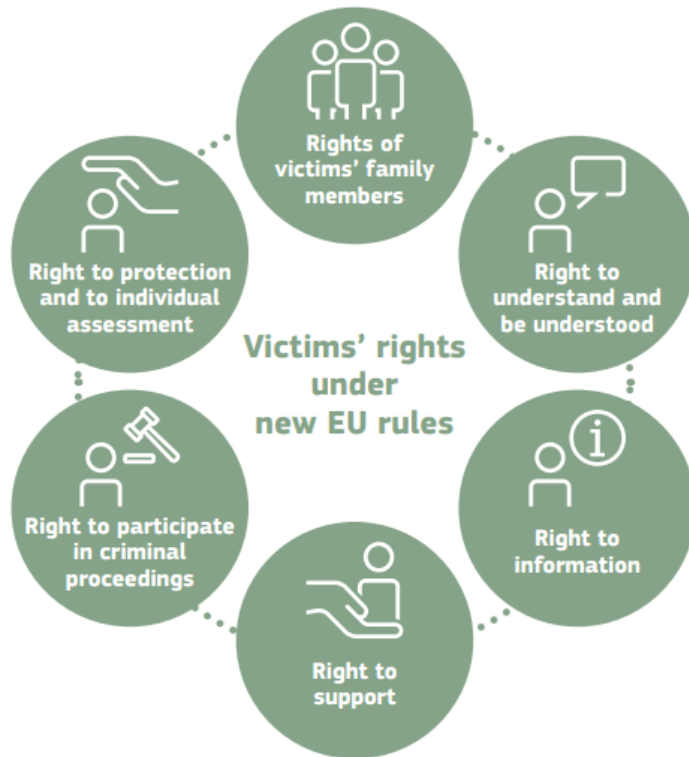 Rights of
victims’ family
members
Right to
understand and
be understood
Right to
information
Right to
support
Right to participate
in criminal
proceedings
Right to protection
and to individual
assessment
Victims’ rights
under
new EU rules